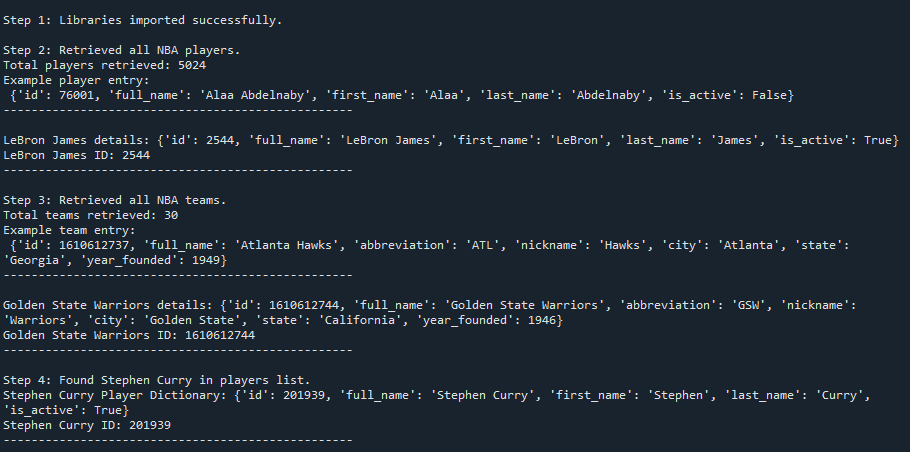 Step 1: Libraries imported successfully.
Step 2: Retrieved all NBA players.
Total players retrieved: 5024
Example player entry:
{'id': 76001, 'full_name': 'Alaa Abdelnaby', 'first_name': 'Alaa', 'last_name': 'Abdelnaby', 'is_active': False}
--------------------------------------------------
LeBron James details: {'id': 2544, 'full_name': 'LeBron James', 'first_name': 'LeBron', 'last_name': 'James', 'is_active': True}
LeBron James ID: 2544
--------------------------------------------------
Step 3: Retrieved all NBA teams.
Total teams retrieved: 30
Example team entry:
{'id': 1610612737, 'full_name': 'Atlanta Hawks', 'abbreviation': 'ATL', 'nickname': 'Hawks', 'city': 'Atlanta', 'state':
'Georgia', 'year_founded': 1949}
--------------------------------------------------
Golden State Warriors details: {'id': 1610612744, 'full_name': 'Golden State Warriors', 'abbreviation': 'GSW', 'nickname':
'Warriors', 'city': 'Golden State', 'state': 'California', 'year_founded': 1946}
Golden State Warriors ID: 1610612744
--------------------------------------------------
Step 4: Found Stephen Curry in players list.
Stephen Curry Player Dictionary: {'id': 201939, 'full_name': 'Stephen Curry', 'first_name': 'Stephen', 'last_name': 'Curry',
'is_active': True}
Stephen Curry ID: 201939
--------------------------------------------------